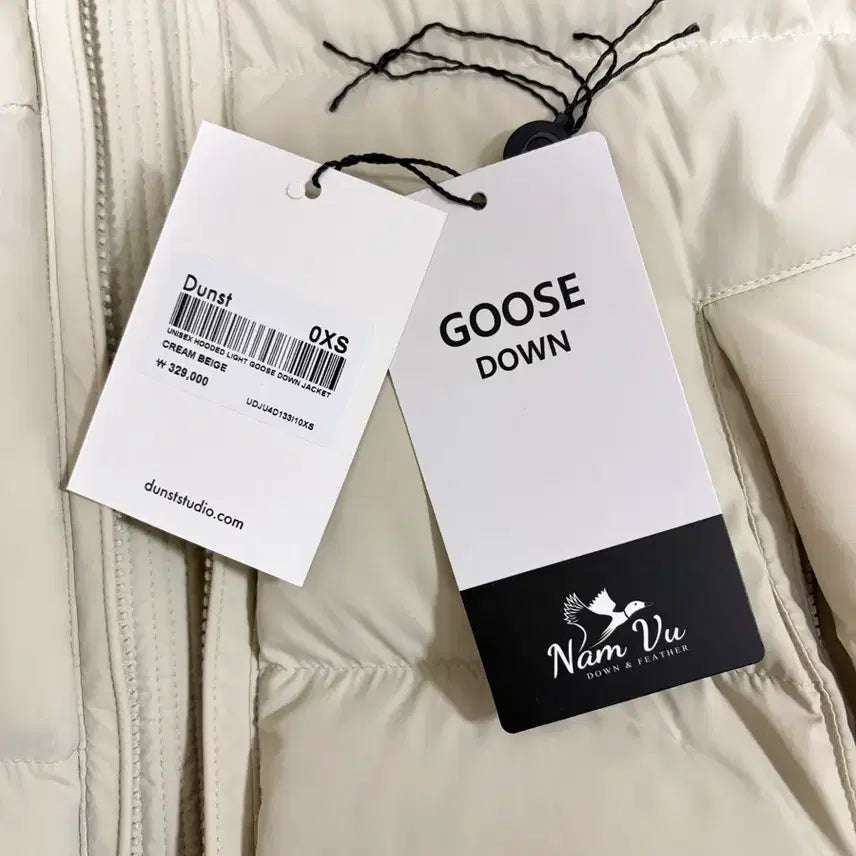 Dunst
0XS
UNISEX HOODED LIGHT GOOSE DOWN JACKET
CREAM BEIGE
₩ 329,000
UDJU4D133I10XS
dunststudio.com
GOOSE
DOWN
Nam Vu
DOWN & FEATHER